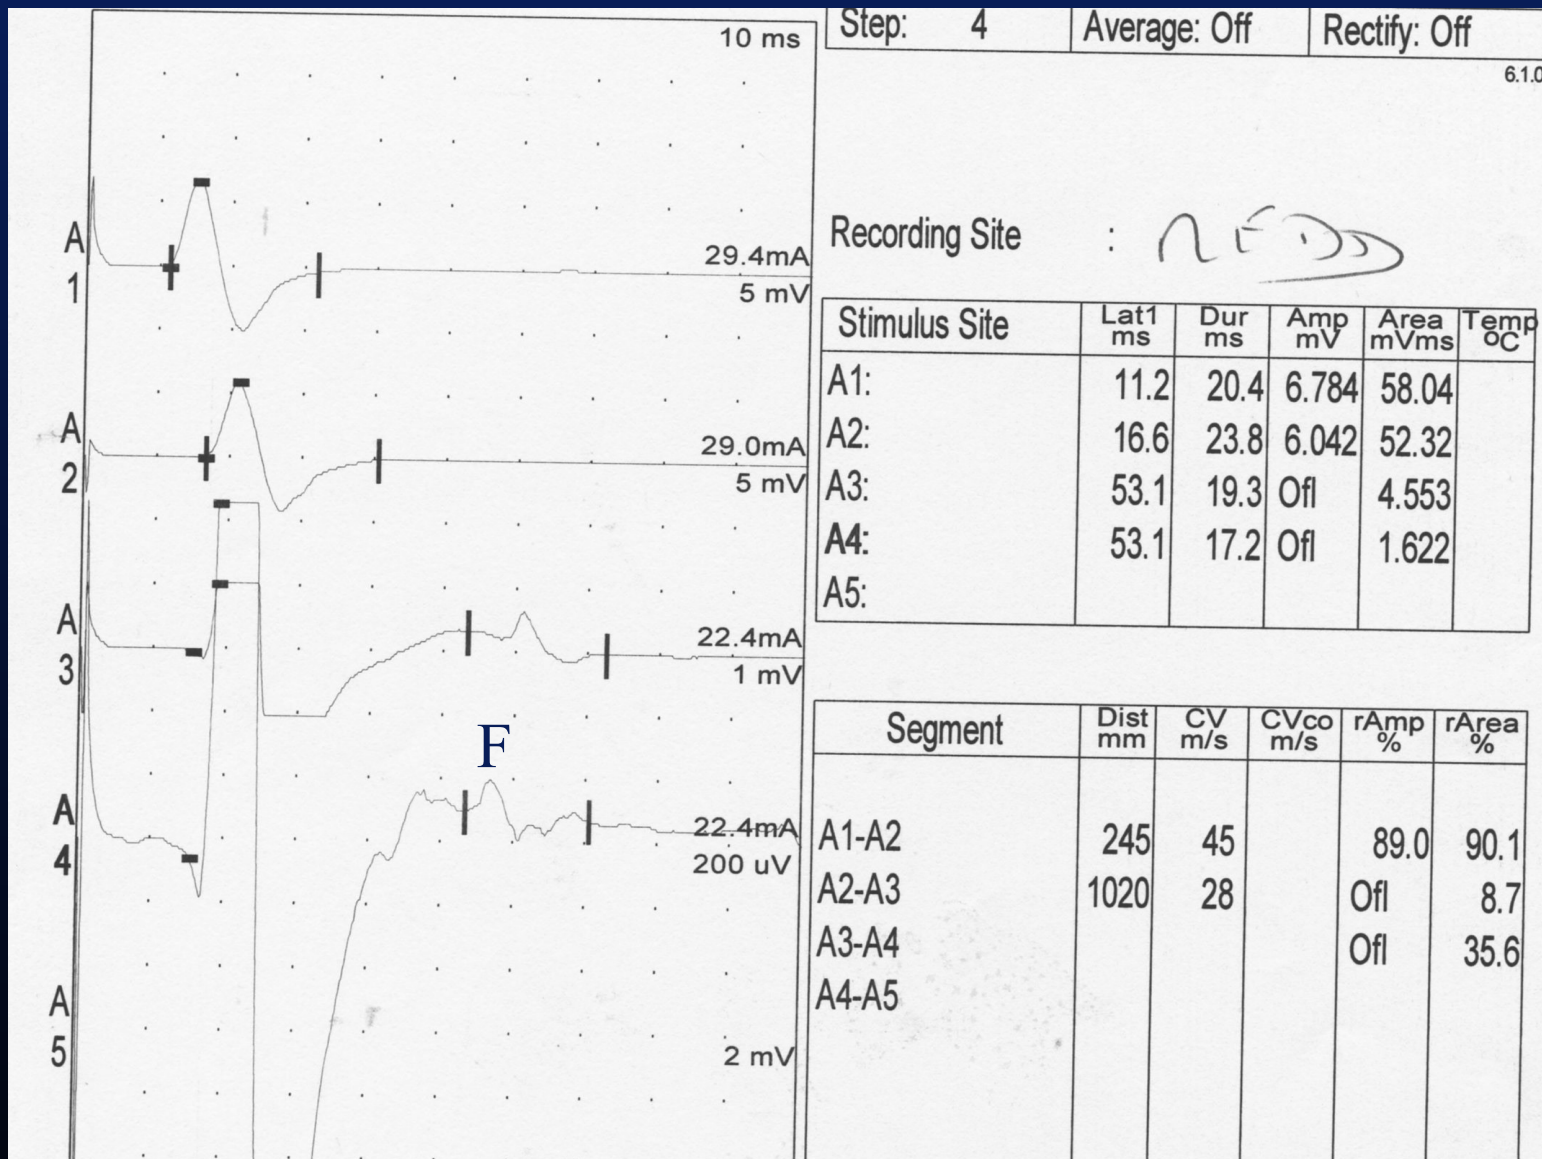 10 ms
A
1
29.4mA
5 mV
A
2
29.0mA
5 mV
A
3
22.4mA
1 mV
F
A
4
22.4mA
200 uV
A
5
2 mV
Step: 4 Average: Off Rectify: Off
6.1.0
Recording Site :
Stimulus Site Lat1 ms Dur ms Amp mV Area mVms Temp °C
A1: 11.2 20.4 6.784 58.04
A2: 16.6 23.8 6.042 52.32
A3: 53.1 19.3 Ofl 4.553
A4: 53.1 17.2 Ofl 1.622
A5:
Segment Dist mm CV m/s CVco m/s rAmp % rArea %
A1-A2 245 45 89.0 90.1
A2-A3 1020 28 Ofl 8.7
A3-A4 Ofl 35.6
A4-A5